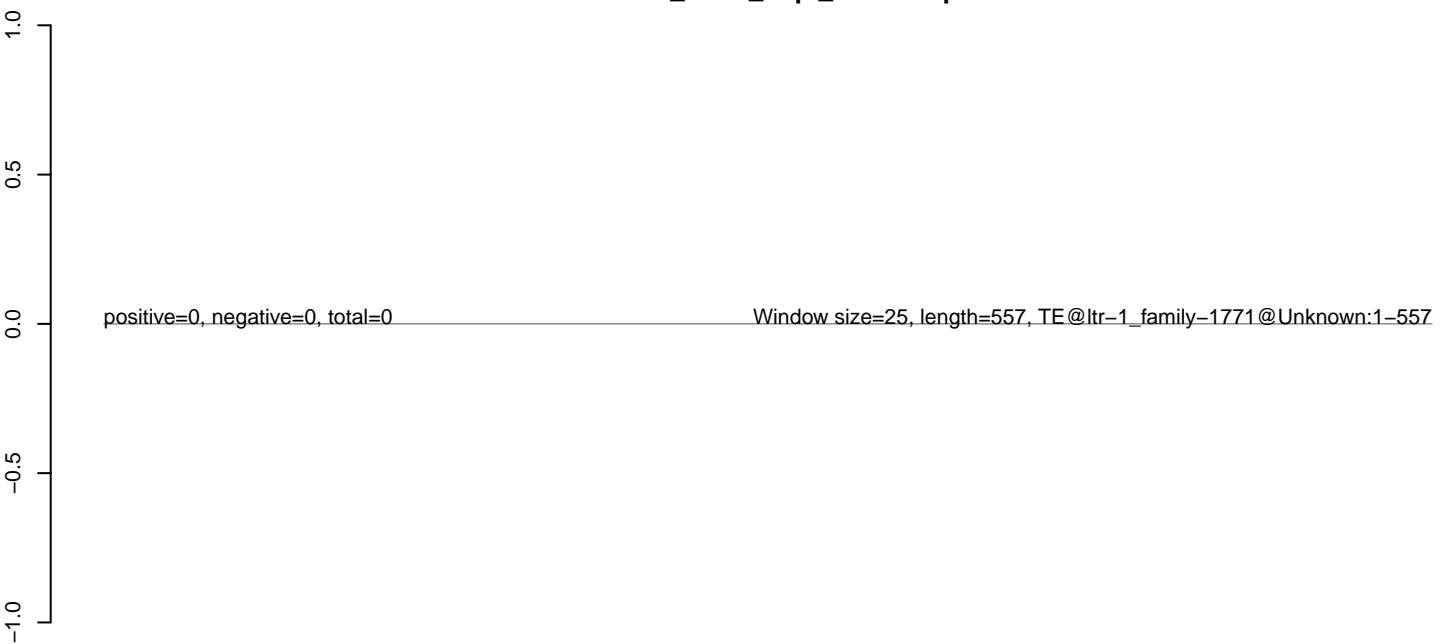 1.0
0.5
0.0
−0.5
−1.0
positive=0, negative=0, total=0
Window size=25, length=557, TE@ltr−1_family−1771@Unknown:1−557